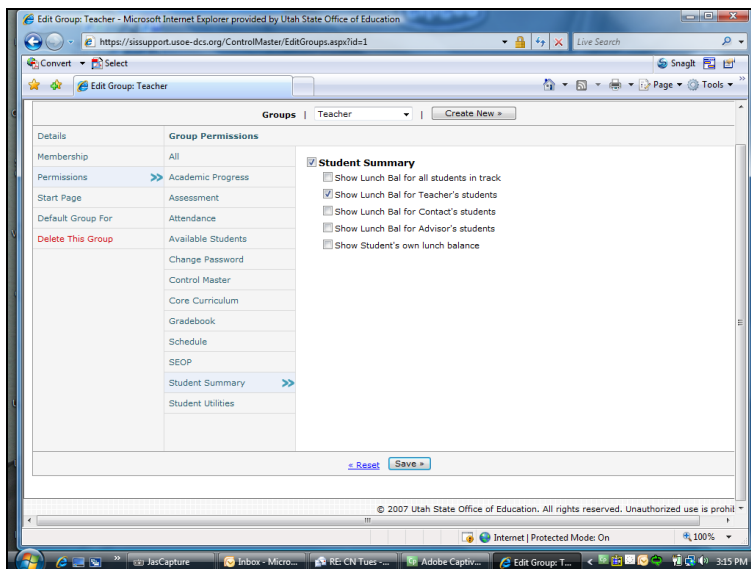 Edit Group: Teacher - Microsoft Internet Explorer provided by Utah State Office of Education
https://sissupport.usoe-dcs.org/ControlMaster/EditGroups.aspx?id=1
Live Search
Convert
Select
SnagIt
Edit Group: Teacher
Page
Tools
Groups | Teacher | Create New »
Details
Membership
Permissions
Start Page
Default Group For
Delete This Group
Group Permissions
All
Academic Progress
Assessment
Attendance
Available Students
Change Password
Control Master
Core Curriculum
Gradebook
Schedule
SEOP
Student Summary
Student Utilities
Student Summary
Show Lunch Bal for all students in track
Show Lunch Bal for Teacher's students
Show Lunch Bal for Contact's students
Show Lunch Bal for Advisor's students
Show Student's own lunch balance
« Reset Save »
© 2007 Utah State Office of Education. All rights reserved. Unauthorized use is prohil
Internet | Protected Mode: On
100%
JasCapture
Inbox - Micro...
RE: CN Tues -...
Adobe Captiv...
Edit Group: T...
3:15 PM